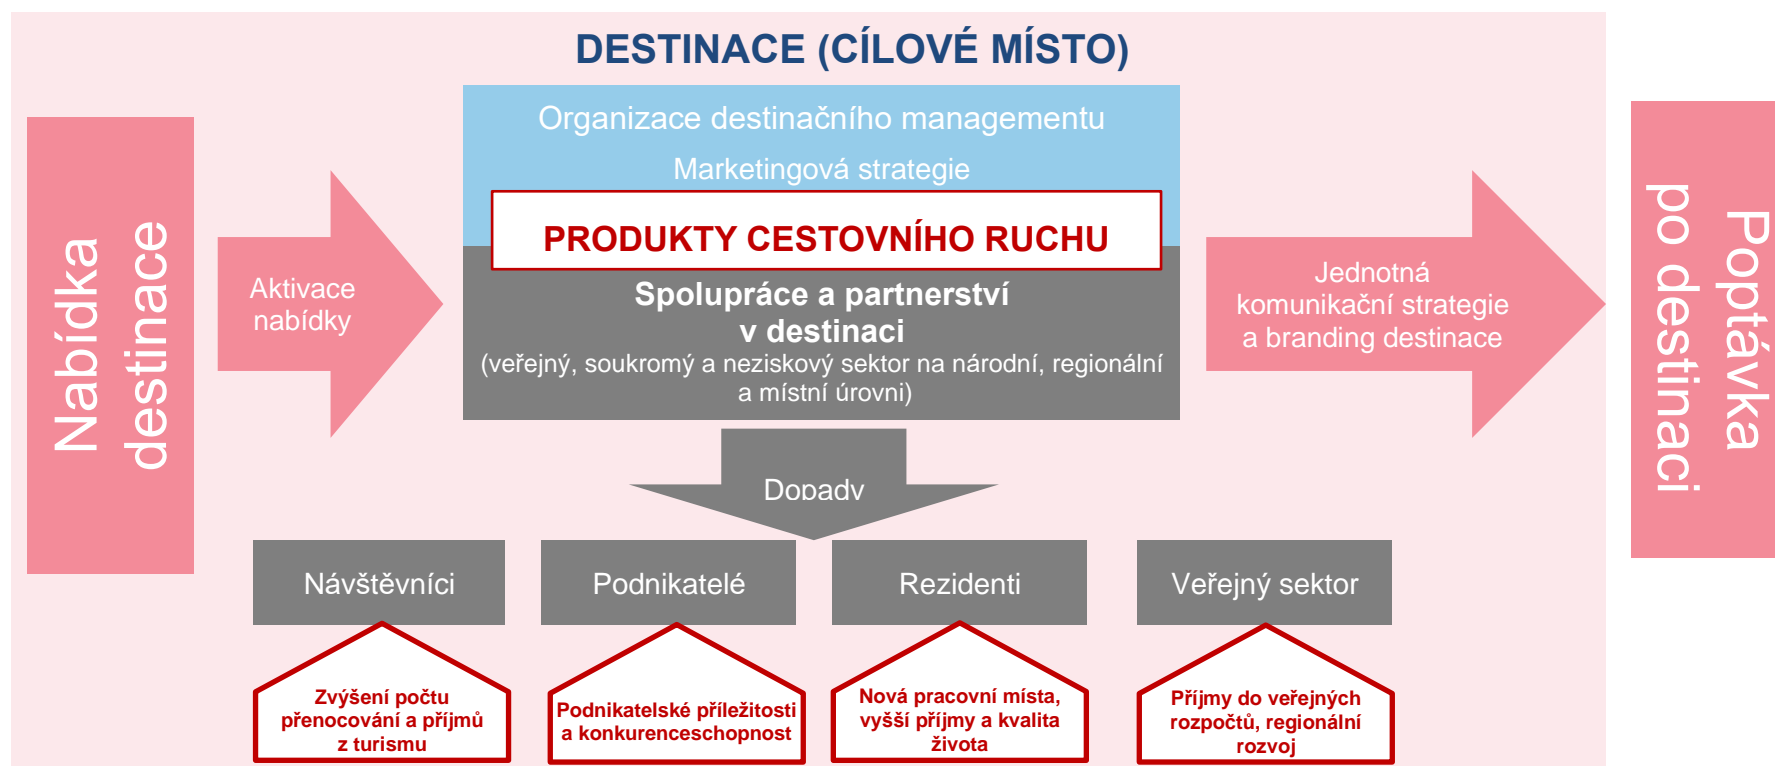 DESTINACE (CÍLOVÉ MÍSTO)
Nabídka
destinace
Aktivace
nabídky
Organizace destinačního managementu
Marketingová strategie
PRODUKTY CESTOVNÍHO RUCHU
Spolupráce a partnerství
v destinaci
(veřejný, soukromý a neziskový sektor na národní, regionální
a místní úrovni)
Jednotná
komunikační strategie
a branding destinace
Poptávka
po destinaci
Dopady
Návštěvníci
Podnikatelé
Rezidenti
Veřejný sektor
Zvýšení počtu
přenocování a příjmů
z turismu
Podnikatelské příležitosti
a konkurenceschopnost
Nová pracovní místa,
vyšší příjmy a kvalita
života
Příjmy do veřejných
rozpočtů, regionální
rozvoj